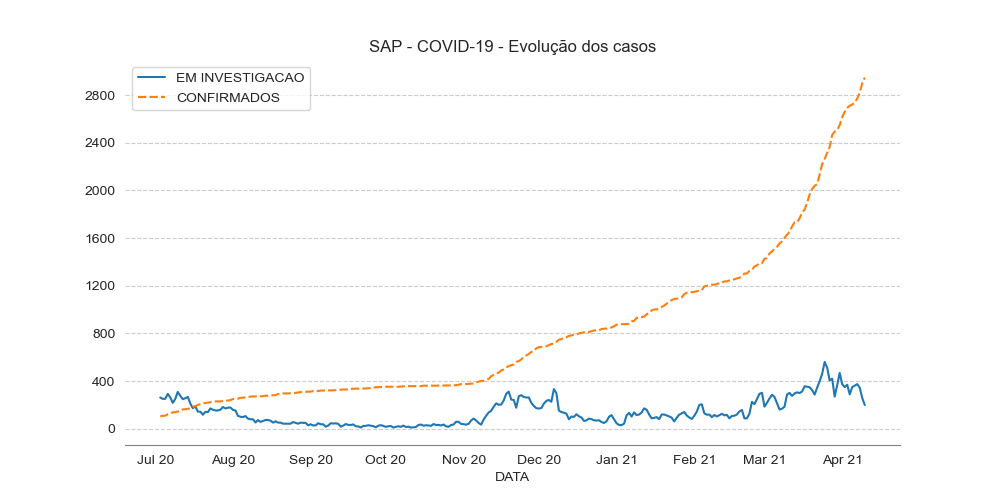 SAP - COVID-19 - Evolução dos casos
EM INVESTIGACAO
CONFIRMADOS
2800
2400
2000
1600
1200
800
400
0
Jul 20 Aug 20 Sep 20 Oct 20 Nov 20 Dec 20 Jan 21 Feb 21 Mar 21 Apr 21
DATA